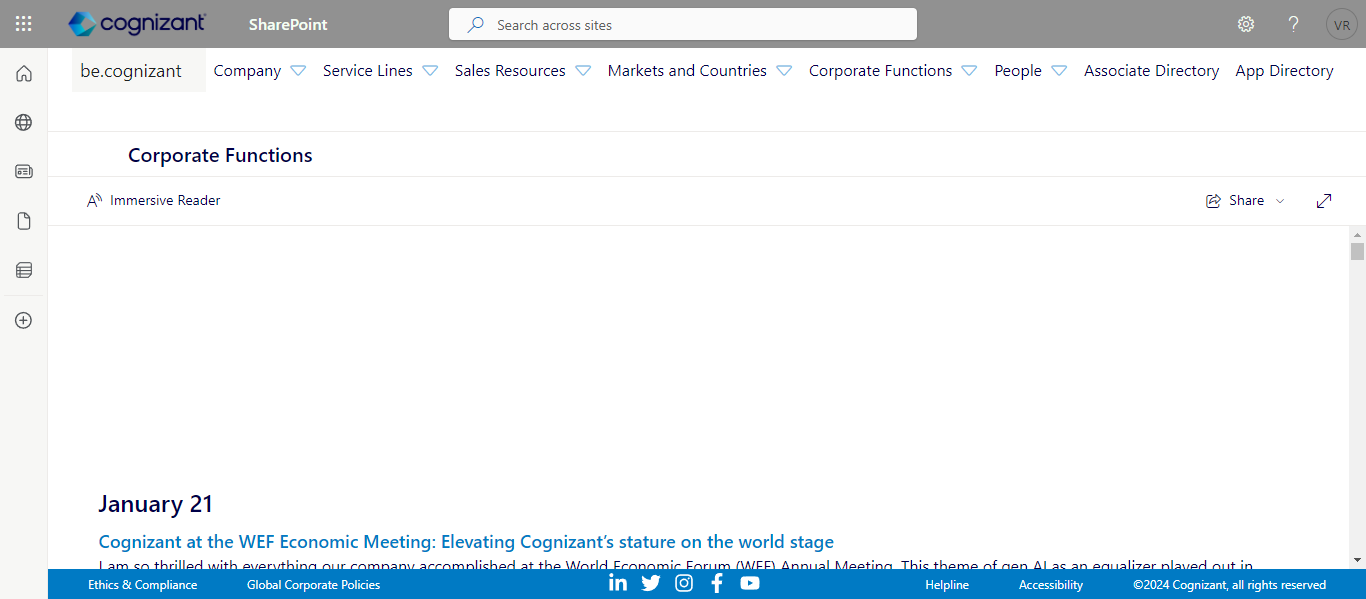 cognizant SharePoint Search across sites ? VR
be.cognizant Company Service Lines Sales Resources Markets and Countries Corporate Functions People Associate Directory App Directory
Corporate Functions
Immersive Reader Share
January 21
Cognizant at the WEF Economic Meeting: Elevating Cognizant's stature on the world stage
I am so thrilled with everything our company accomplished at the World Economic Forum (WEF) Annual Meeting. This theme of gen AI as an equalizer played out in
Ethics & Compliance Global Corporate Policies Helpline Accessibility ©2024 Cognizant, all rights reserved